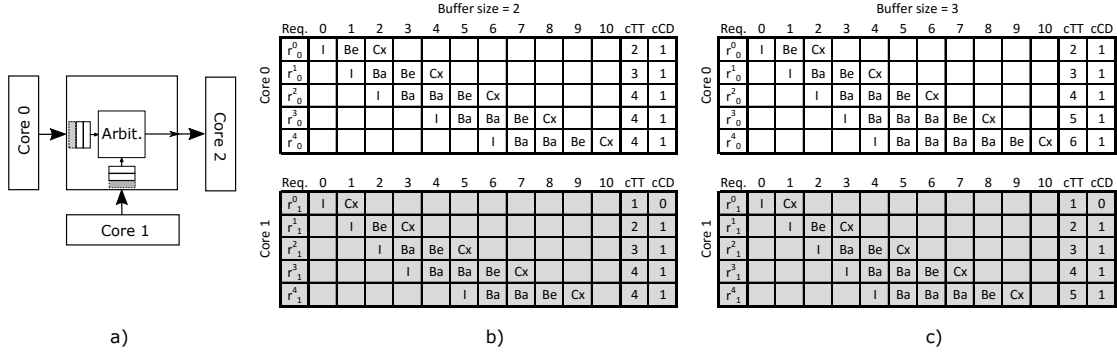 Core 0
Arbit.
Core 2
Core 1
a)
Buffer size = 2
Req. 0 1 2 3 4 5 6 7 8 9 10 cTT cCD
Core 0
r⁰₀ I Be Cx 2 1
r¹₀ I Ba Be Cx 3 1
r²₀ I Ba Ba Be Cx 4 1
r³₀ I Ba Ba Be Cx 4 1
r⁴₀ I Ba Ba Be Cx 4 1
Req. 0 1 2 3 4 5 6 7 8 9 10 cTT cCD
Core 1
r⁰₁ I Cx 1 0
r¹₁ I Be Cx 2 1
r²₁ I Ba Be Cx 3 1
r³₁ I Ba Ba Be Cx 4 1
r⁴₁ I Ba Ba Be Cx 4 1
b)
Buffer size = 3
Req. 0 1 2 3 4 5 6 7 8 9 10 cTT cCD
Core 0
r⁰₀ I Be Cx 2 1
r¹₀ I Ba Be Cx 3 1
r²₀ I Ba Ba Be Cx 4 1
r³₀ I Ba Ba Ba Be Cx 5 1
r⁴₀ I Ba Ba Ba Ba Be Cx 6 1
Req. 0 1 2 3 4 5 6 7 8 9 10 cTT cCD
Core 1
r⁰₁ I Cx 1 0
r¹₁ I Be Cx 2 1
r²₁ I Ba Be Cx 3 1
r³₁ I Ba Ba Be Cx 4 1
r⁴₁ I Ba Ba Ba Be Cx 5 1
c)